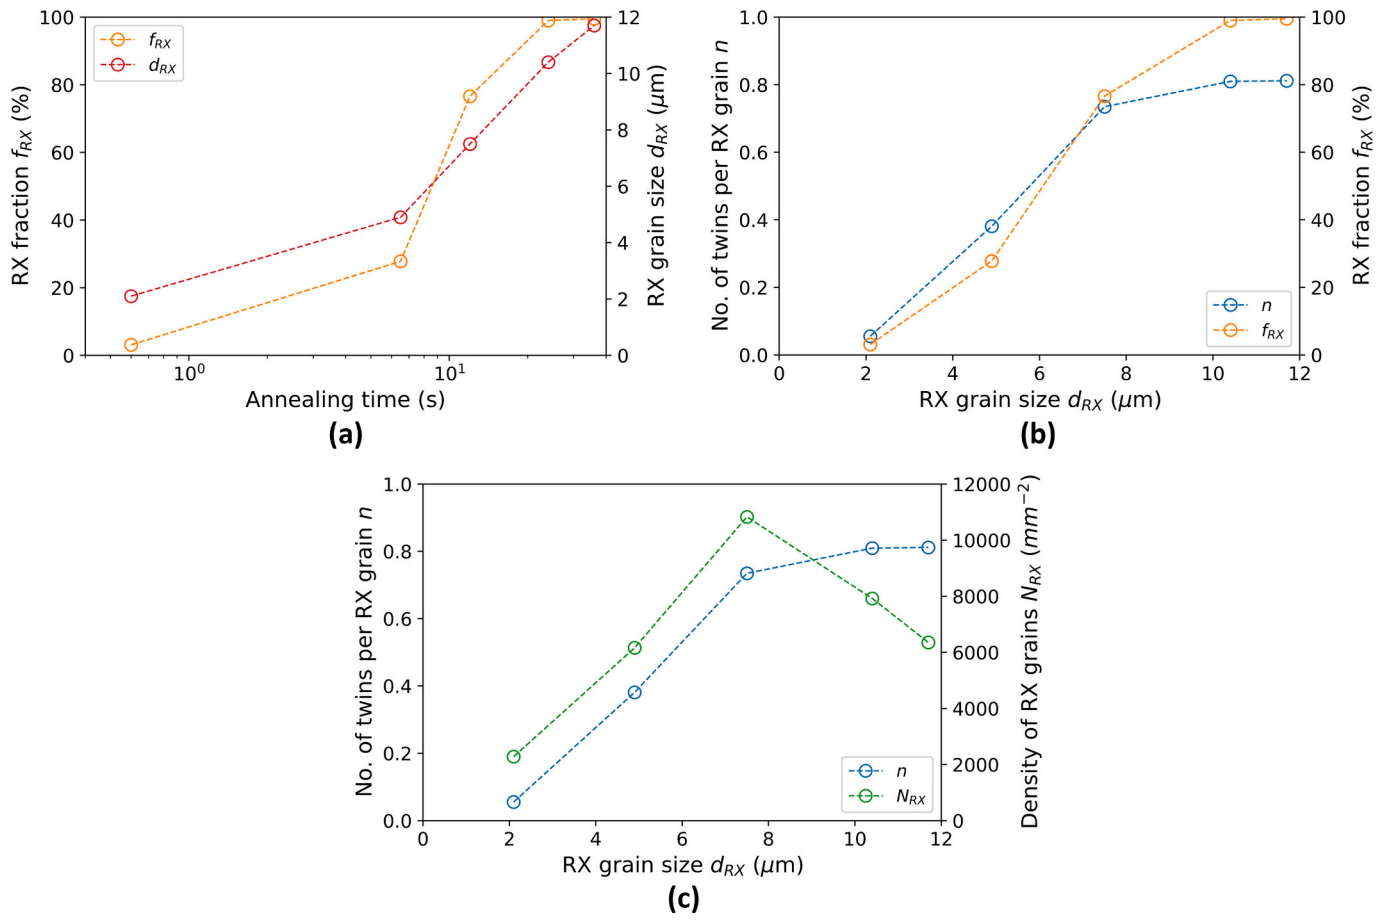 100
80
60
40
20
0
RX fraction f_RX (%)
f_RX
d_RX
12
10
8
6
4
2
0
RX grain size d_RX (μm)
10⁰
10¹
Annealing time (s)
(a)
1.0
0.8
0.6
0.4
0.2
0.0
No. of twins per RX grain n
100
80
60
40
20
0
RX fraction f_RX (%)
n
f_RX
0 2 4 6 8 10 12
RX grain size d_RX (μm)
(b)
1.0
0.8
0.6
0.4
0.2
0.0
No. of twins per RX grain n
12000
10000
8000
6000
4000
2000
0
Density of RX grains N_RX (mm⁻²)
n
N_RX
0 2 4 6 8 10 12
RX grain size d_RX (μm)
(c)